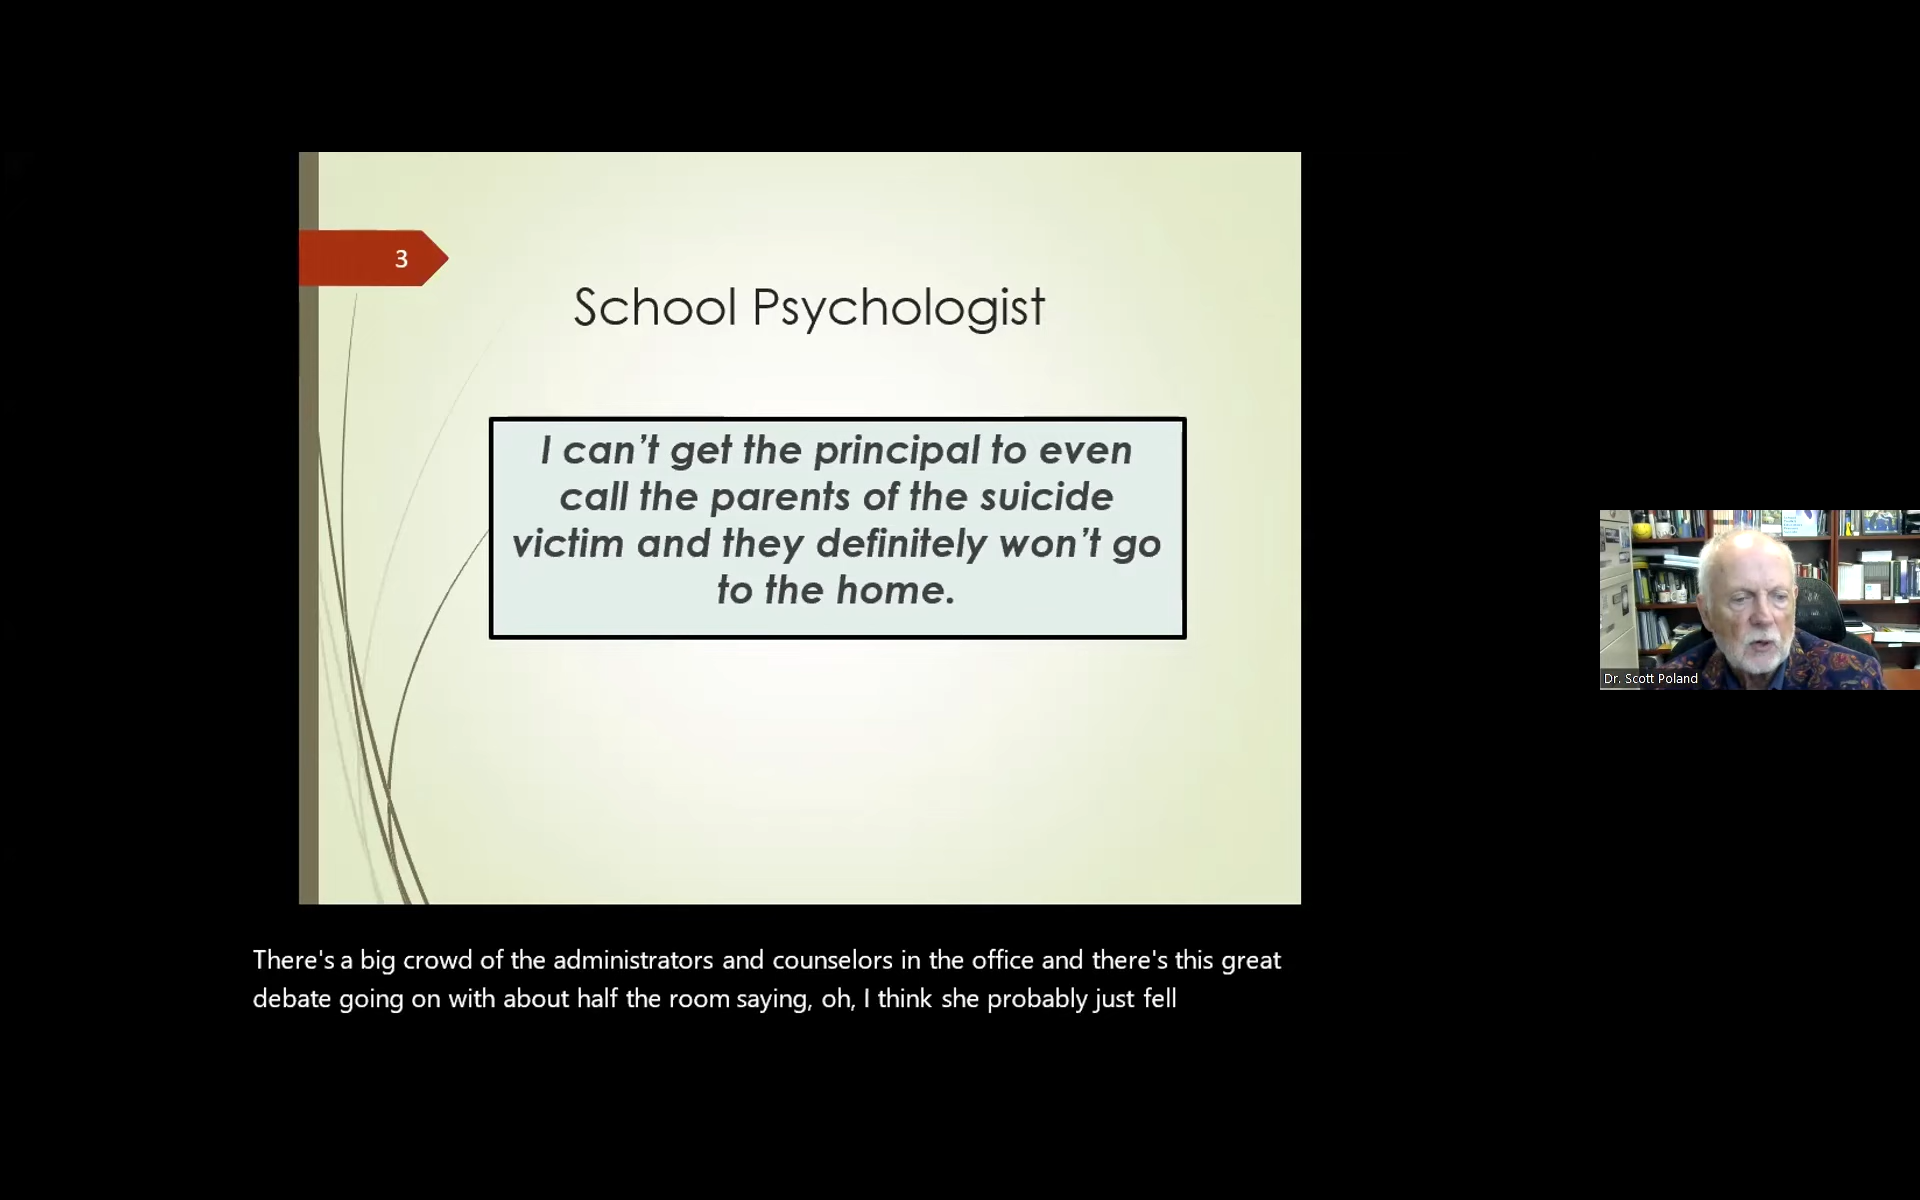 3
School Psychologist
I can’t get the principal to even
call the parents of the suicide
victim and they definitely won’t go
to the home.
Dr. Scott Poland
There's a big crowd of the administrators and counselors in the office and there's this great
debate going on with about half the room saying, oh, I think she probably just fell